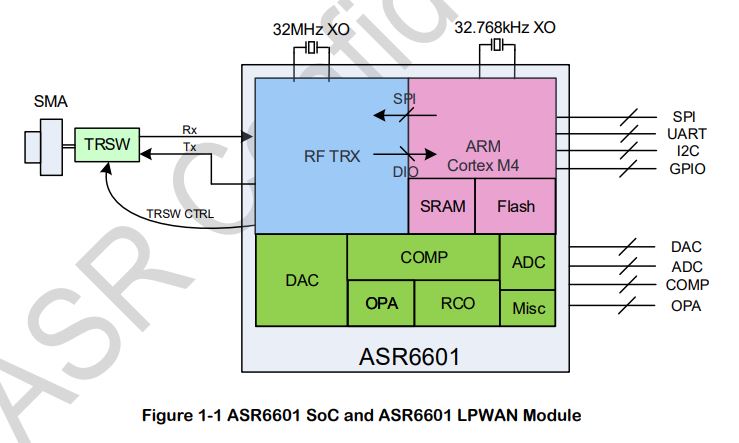 32MHz XO
32.768kHz XO
SMA
TRSW
Rx
Tx
TRSW CTRL
RF TRX
SPI
DIO
ARM
Cortex M4
SRAM
Flash
DAC
COMP
ADC
OPA
RCO
Misc
SPI
UART
I2C
GPIO
DAC
ADC
COMP
OPA
ASR6601
Figure 1-1 ASR6601 SoC and ASR6601 LPWAN Module
ASR Confid